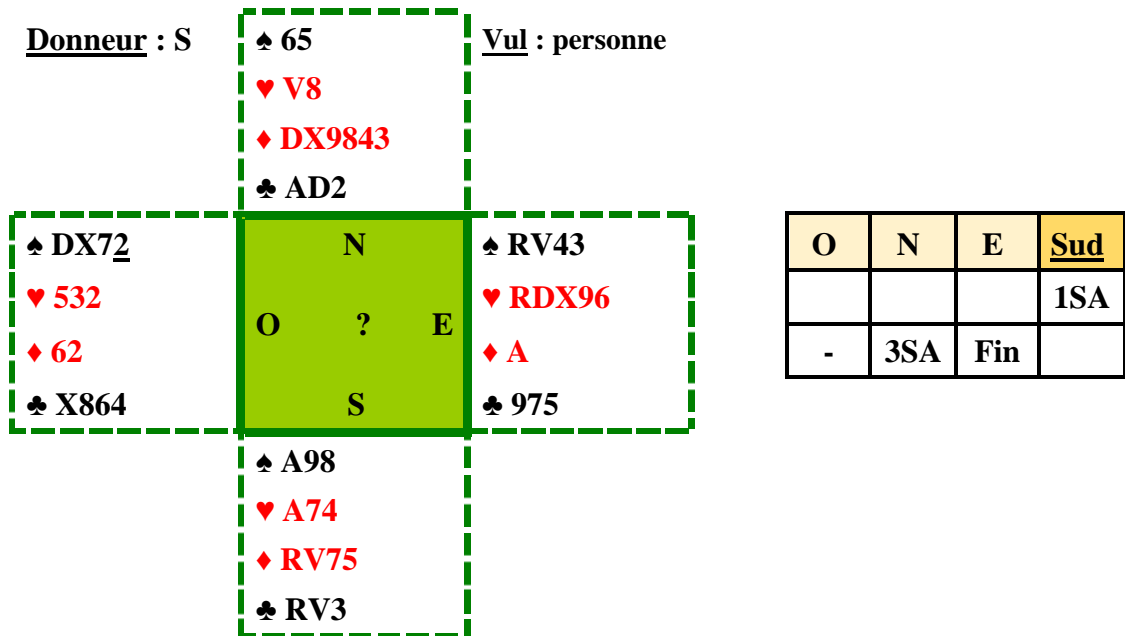 Donneur : S
♠ 65
Vul : personne
♥ V8
♦ DX9843
♣ AD2
♠ DX72
♥ 532
♦ 62
♣ X864
N
O ? E
S
♠ RV43
♥ RDX96
♦ A
♣ 975
♠ A98
♥ A74
♦ RV75
♣ RV3
O N E Sud
1SA
- 3SA Fin